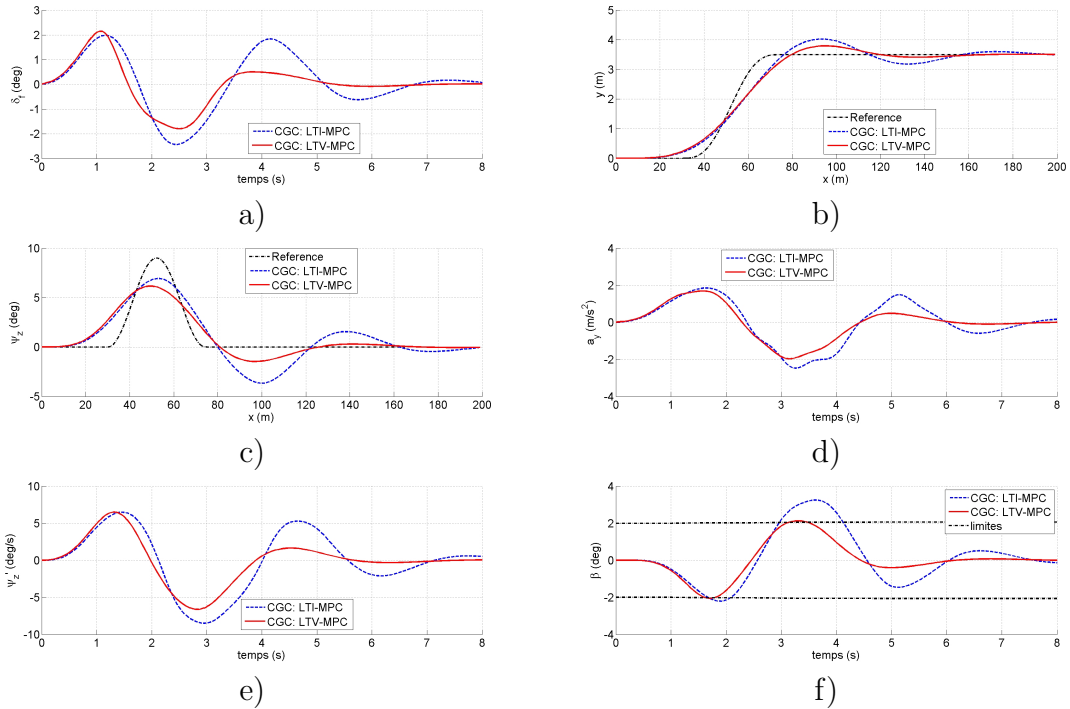 δf (deg)
3
2
1
0
-1
-2
-3
0 1 2 3 4 5 6 7 8
temps (s)
CGC: LTI-MPC
CGC: LTV-MPC
a)
y (m)
5
4
3
2
1
0
0 20 40 60 80 100 120 140 160 180 200
x (m)
Reference
CGC: LTI-MPC
CGC: LTV-MPC
b)
Ψz (deg
10
5
0
-5
0 20 40 60 80 100 120 140 160 180 200
x (m)
Reference
CGC: LTI-MPC
CGC: LTV-MPC
c)
ay (m/s²)
4
2
0
-2
-4
0 1 2 3 4 5 6 7 8
temps (s)
CGC: LTI-MPC
CGC: LTV-MPC
d)
Ψz' (deg/s)
10
5
0
-5
-10
0 1 2 3 4 5 6 7 8
temps (s)
CGC: LTI-MPC
CGC: LTV-MPC
e)
β (deg)
4
2
0
-2
-4
0 1 2 3 4 5 6 7 8
temps (s)
CGC: LTI-MPC
CGC: LTV-MPC
limites
f)